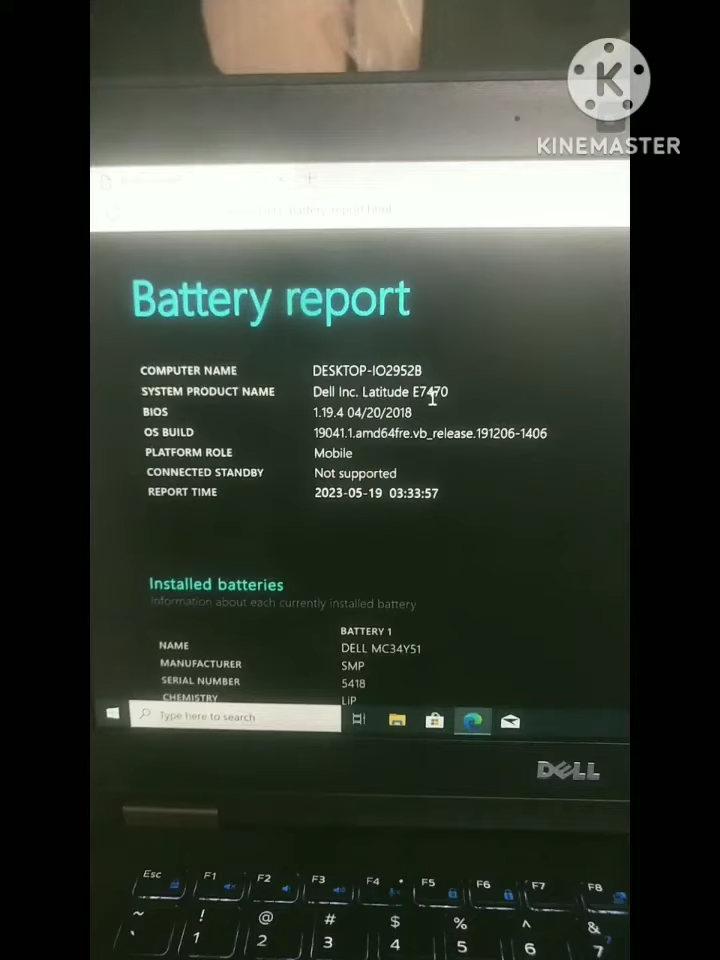 KINEMASTER
battery report.html
Battery report
COMPUTER NAME DESKTOP-IO2952B
SYSTEM PRODUCT NAME Dell Inc. Latitude E7470
BIOS 1.19.4 04/20/2018
OS BUILD 19041.1.amd64fre.vb_release.191206-1406
PLATFORM ROLE Mobile
CONNECTED STANDBY Not supported
REPORT TIME 2023-05-19 03:33:57
Installed batteries
Information about each currently installed battery
BATTERY 1
NAME DELL MC34Y51
MANUFACTURER SMP
SERIAL NUMBER 5418
CHEMISTRY LiP
Type here to search
DELL
Esc F1 F2 F3 F4 F5 F6 F7 F8
~ ! @ # $ % ^ &
` 1 2 3 4 5 6 7